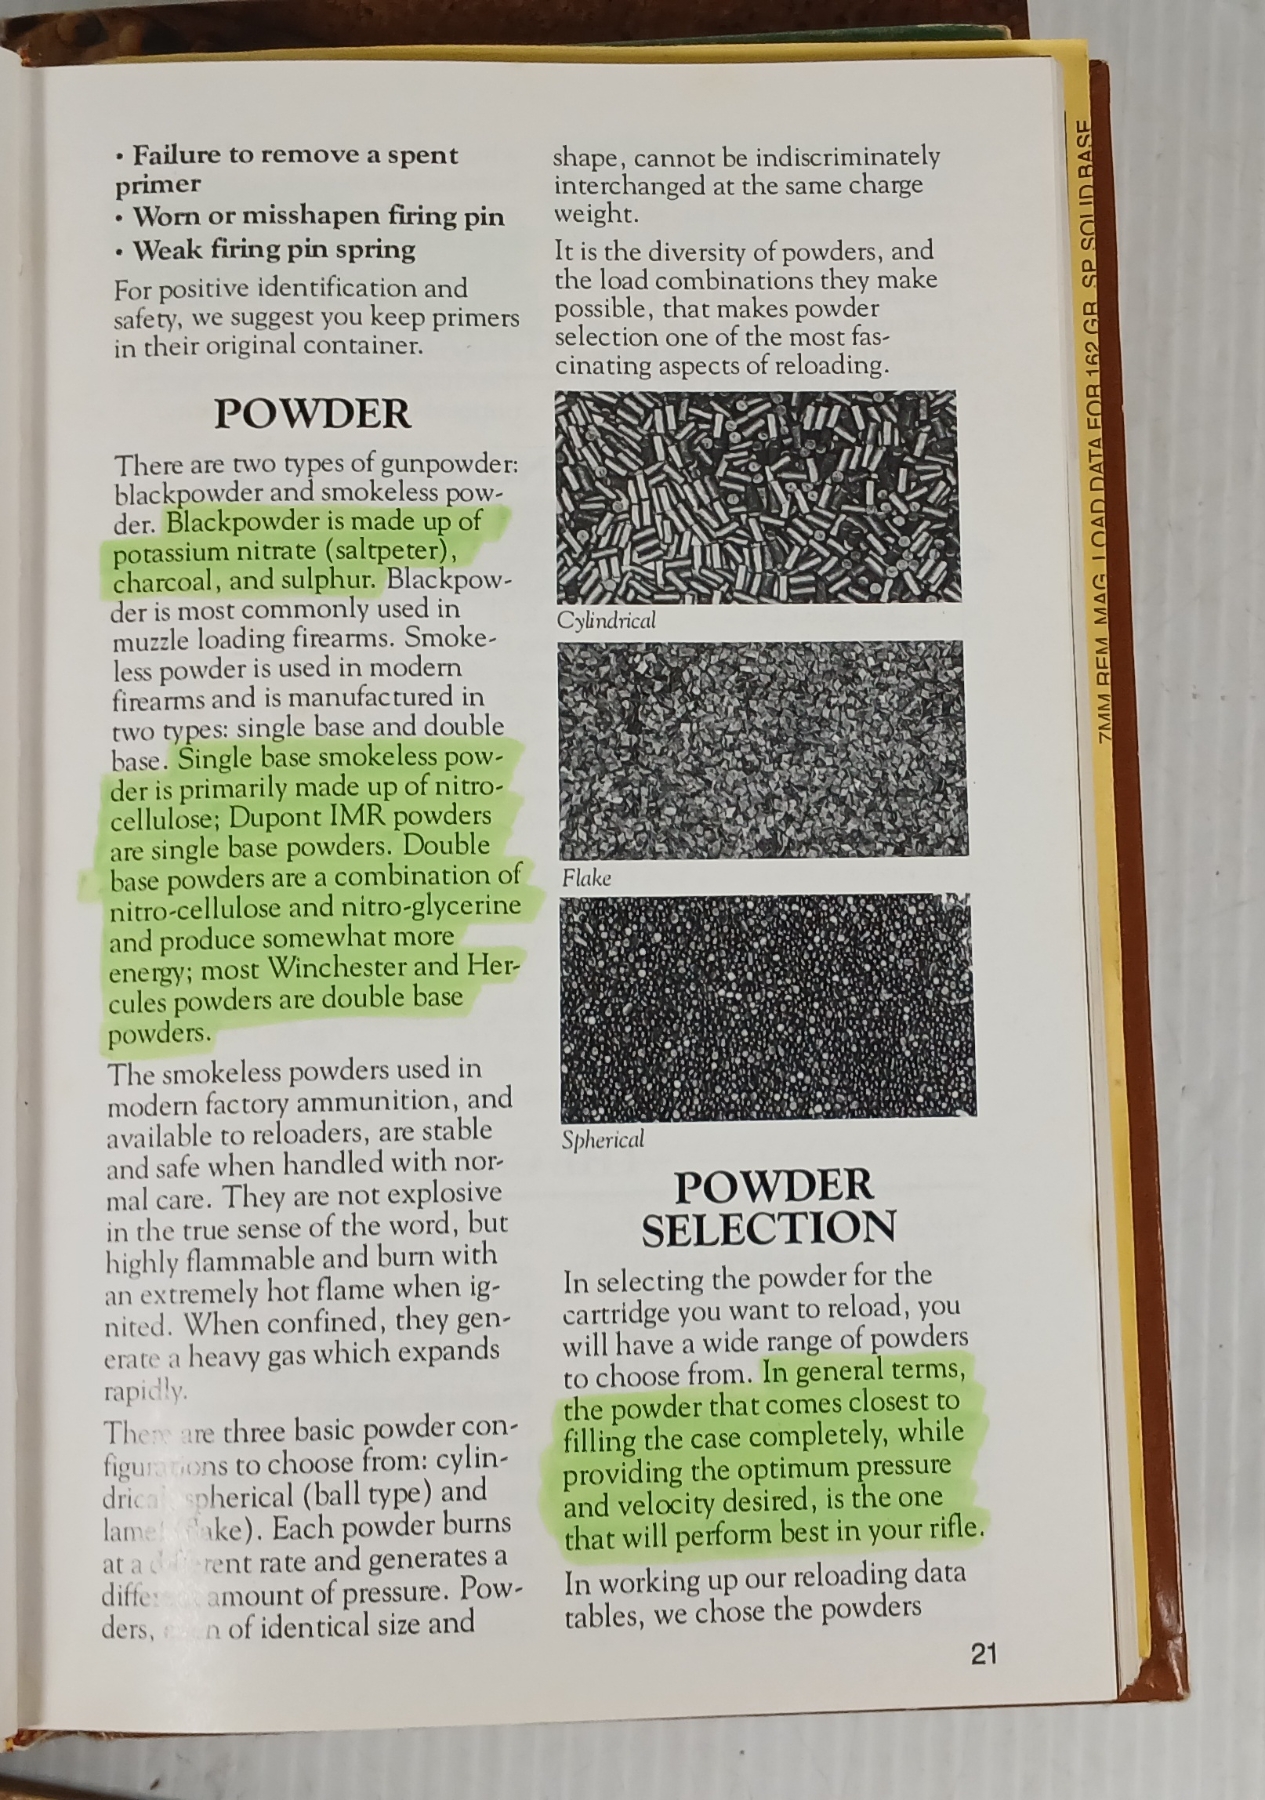 • Failure to remove a spent
primer
• Worn or misshapen firing pin
• Weak firing pin spring
For positive identification and
safety, we suggest you keep primers
in their original container.
POWDER
There are two types of gunpowder:
blackpowder and smokeless pow-
der. Blackpowder is made up of
potassium nitrate (saltpeter),
charcoal, and sulphur. Blackpow-
der is most commonly used in
muzzle loading firearms. Smoke-
less powder is used in modern
firearms and is manufactured in
two types: single base and double
base. Single base smokeless pow-
der is primarily made up of nitro-
cellulose; Dupont IMR powders
are single base powders. Double
base powders are a combination of
nitro-cellulose and nitro-glycerine
and produce somewhat more
energy; most Winchester and Her-
cules powders are double base
powders.
The smokeless powders used in
modern factory ammunition, and
available to reloaders, are stable
and safe when handled with nor-
mal care. They are not explosive
in the true sense of the word, but
highly flammable and burn with
an extremely hot flame when ig-
nited. When confined, they gen-
erate a heavy gas which expands
rapidly.
There are three basic powder con-
figurations to choose from: cylin-
drical, spherical (ball type) and
lamel (flake). Each powder burns
at a different rate and generates a
different amount of pressure. Pow-
ders, even of identical size and
shape, cannot be indiscriminately
interchanged at the same charge
weight.
It is the diversity of powders, and
the load combinations they make
possible, that makes powder
selection one of the most fas-
cinating aspects of reloading.
Cylindrical
Flake
Spherical
POWDER
SELECTION
In selecting the powder for the
cartridge you want to reload, you
will have a wide range of powders
to choose from. In general terms,
the powder that comes closest to
filling the case completely, while
providing the optimum pressure
and velocity desired, is the one
that will perform best in your rifle.
In working up our reloading data
tables, we chose the powders
21
7MM REM MAG LOAD DATA FOR 162 GR. SP SOLID BASE